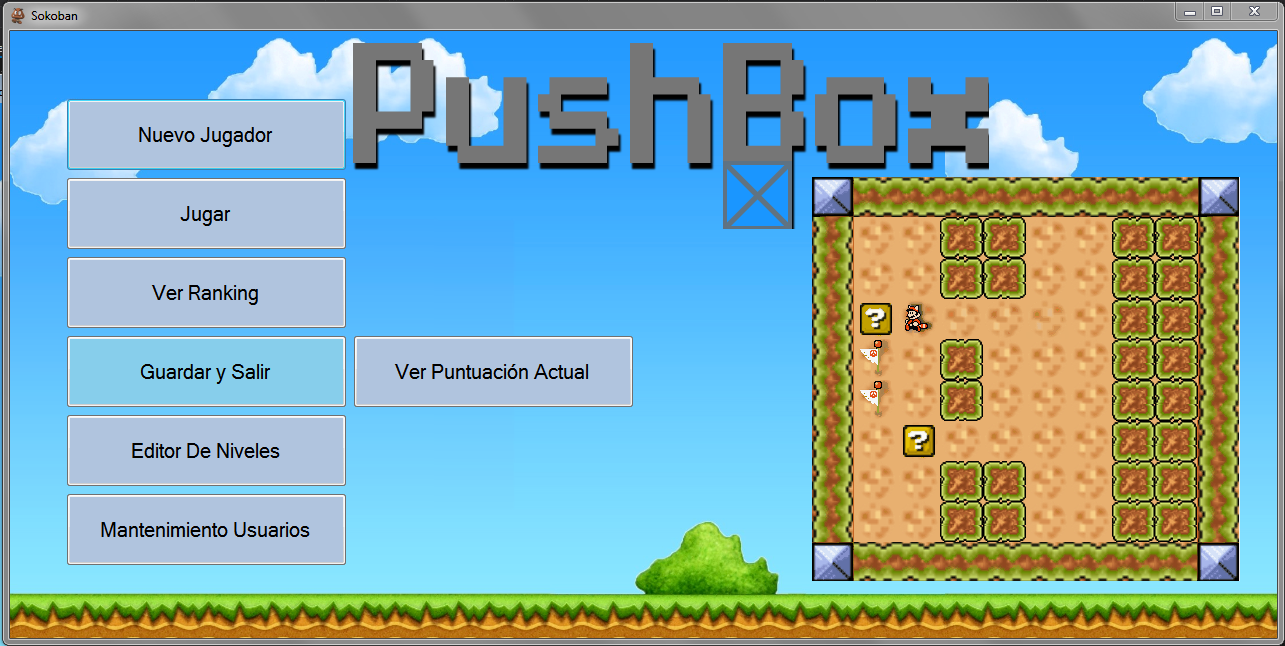 Sokoban
PushBox
Nuevo Jugador
Jugar
Ver Ranking
Guardar y Salir
Ver Puntuación Actual
Editor De Niveles
Mantenimiento Usuarios
?
?